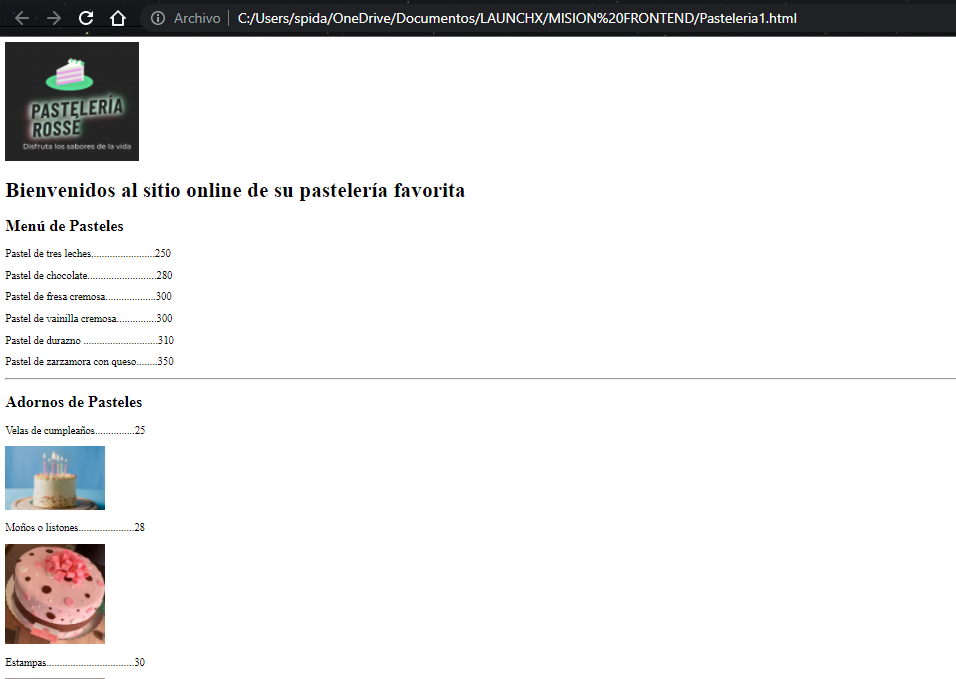 Archivo | C:/Users/spida/OneDrive/Documentos/LAUNCHX/MISION%20FRONTEND/Pasteleria1.html
PASTELERÍA
ROSSÉ
Disfruta los sabores de la vida
Bienvenidos al sitio online de su pastelería favorita
Menú de Pasteles
Pastel de tres leches........................250
Pastel de chocolate..........................280
Pastel de fresa cremosa...................300
Pastel de vainilla cremosa...............300
Pastel de durazno ............................310
Pastel de zarzamora con queso........350
Adornos de Pasteles
Velas de cumpleaños...............25
Moños o listones.....................28
Estampas.................................30